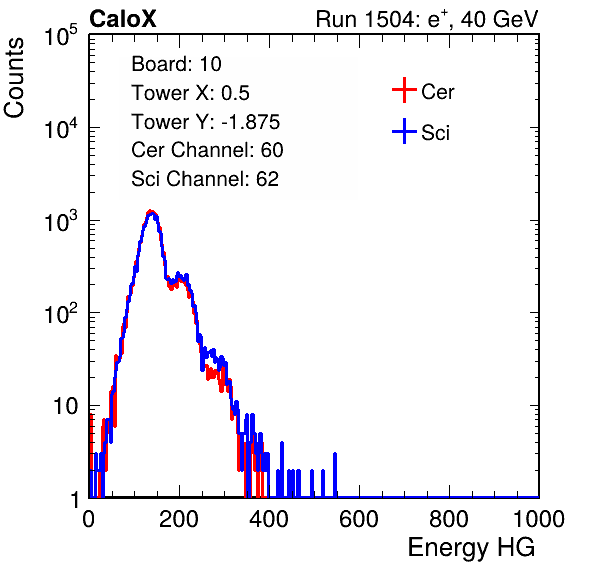 CaloX Run 1504: e⁺, 40 GeV
Counts
Board: 10
Tower X: 0.5
Tower Y: -1.875
Cer Channel: 60
Sci Channel: 62
Cer
Sci
10⁵
10⁴
10³
10²
10
1
0 200 400 600 800 1000
Energy HG